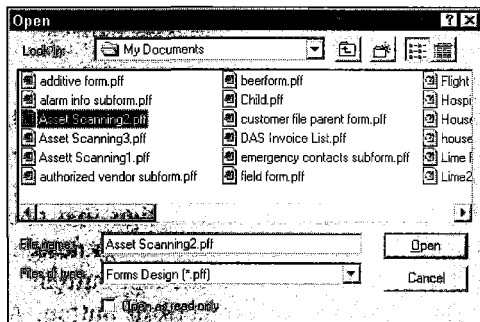 Open
Look in: My Documents
additive form.pff
alarm info subform.pff
Asset Scanning2.pff
Asset Scanning3.pff
Assett Scanning1.pff
authorized vendor subform.pff
beerform.pff
Child.pff
customer file parent form.pff
DAS Invoice List.pff
emergency contacts subform.pff
field form.pff
Flight
Hospi
House
house
Lime
Lime2
File name: Asset Scanning2.pff
Open
Files of type: Forms Design (*.pff)
Cancel
Open as read-only